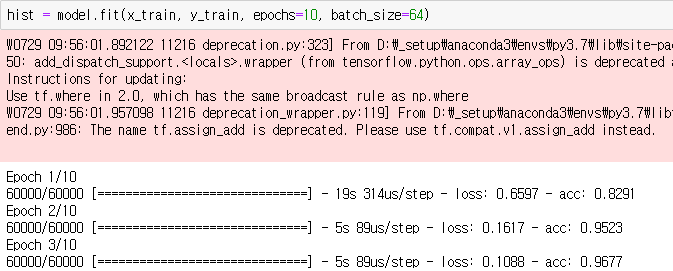 hist = model.fit(x_train, y_train, epochs=10, batch_size=64)
W0729 09:56:01.892122 11216 deprecation.py:323] From D:₩_setup₩anaconda3₩envs₩py3.7₩lib₩site-pac
50: add_dispatch_support.<locals>.wrapper (from tensorflow.python.ops.array_ops) is deprecated a
Instructions for updating:
Use tf.where in 2.0, which has the same broadcast rule as np.where
W0729 09:56:01.957098 11216 deprecation_wrapper.py:119] From D:₩_setup₩anaconda3₩envs₩py3.7₩lib₩
end.py:986: The name tf.assign_add is deprecated. Please use tf.compat.v1.assign_add instead.
Epoch 1/10
60000/60000 [==============================] - 19s 314us/step - loss: 0.6597 - acc: 0.8291
Epoch 2/10
60000/60000 [==============================] - 5s 89us/step - loss: 0.1617 - acc: 0.9523
Epoch 3/10
60000/60000 [==============================] - 5s 89us/step - loss: 0.1088 - acc: 0.9677